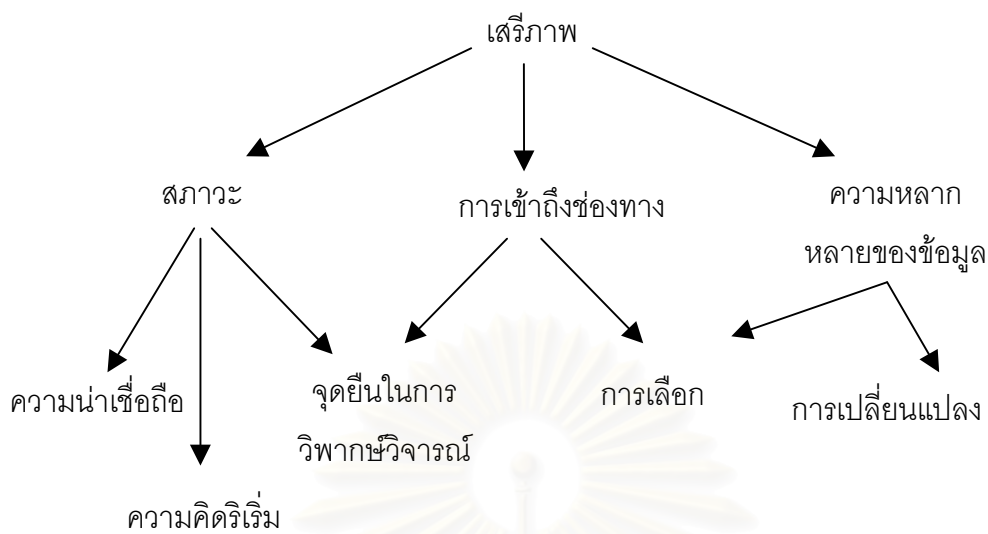 เสรีภาพ
สภาวะ
การเข้าถึงช่องทาง
ความหลาก
หลายของข้อมูล
ความน่าเชื่อถือ
จุดยืนในการ
วิพากษ์วิจารณ์
การเลือก
การเปลี่ยนแปลง
ความคิดริเริ่ม